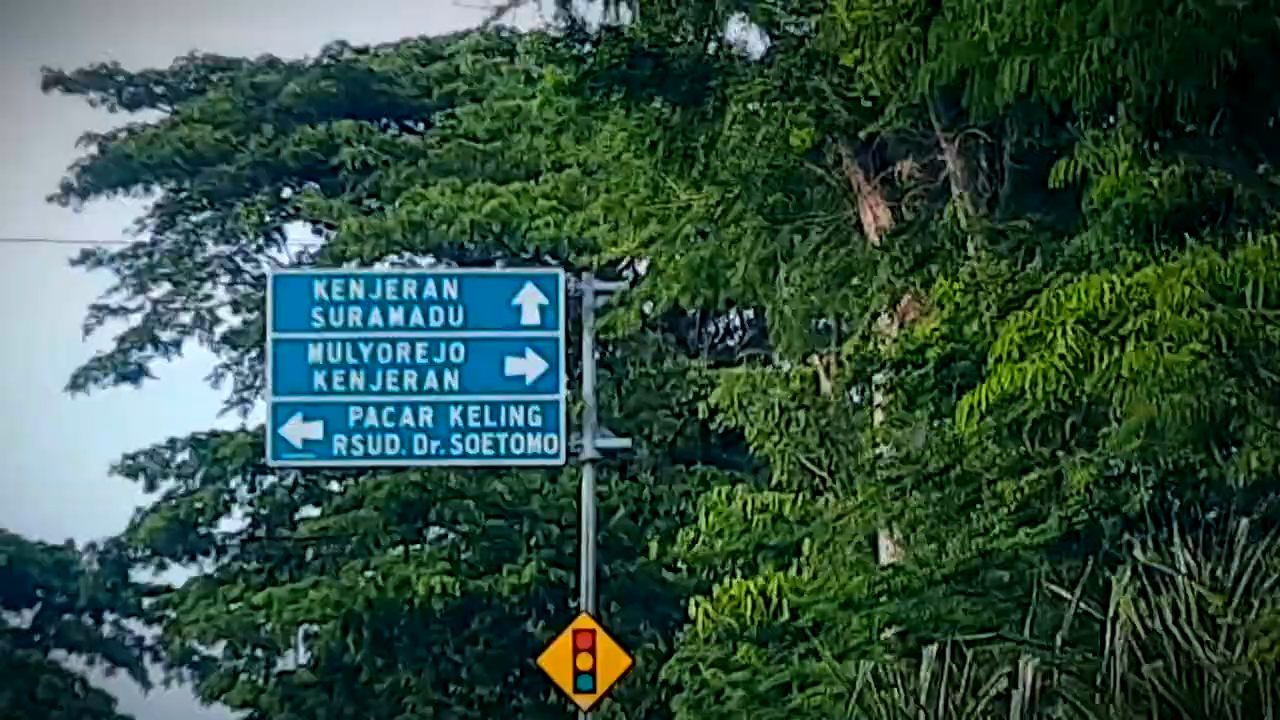 KENJERAN
SURAMADU
MULYOREJO
KENJERAN
PACAR KELING
RSUD. Dr. SOETOMO